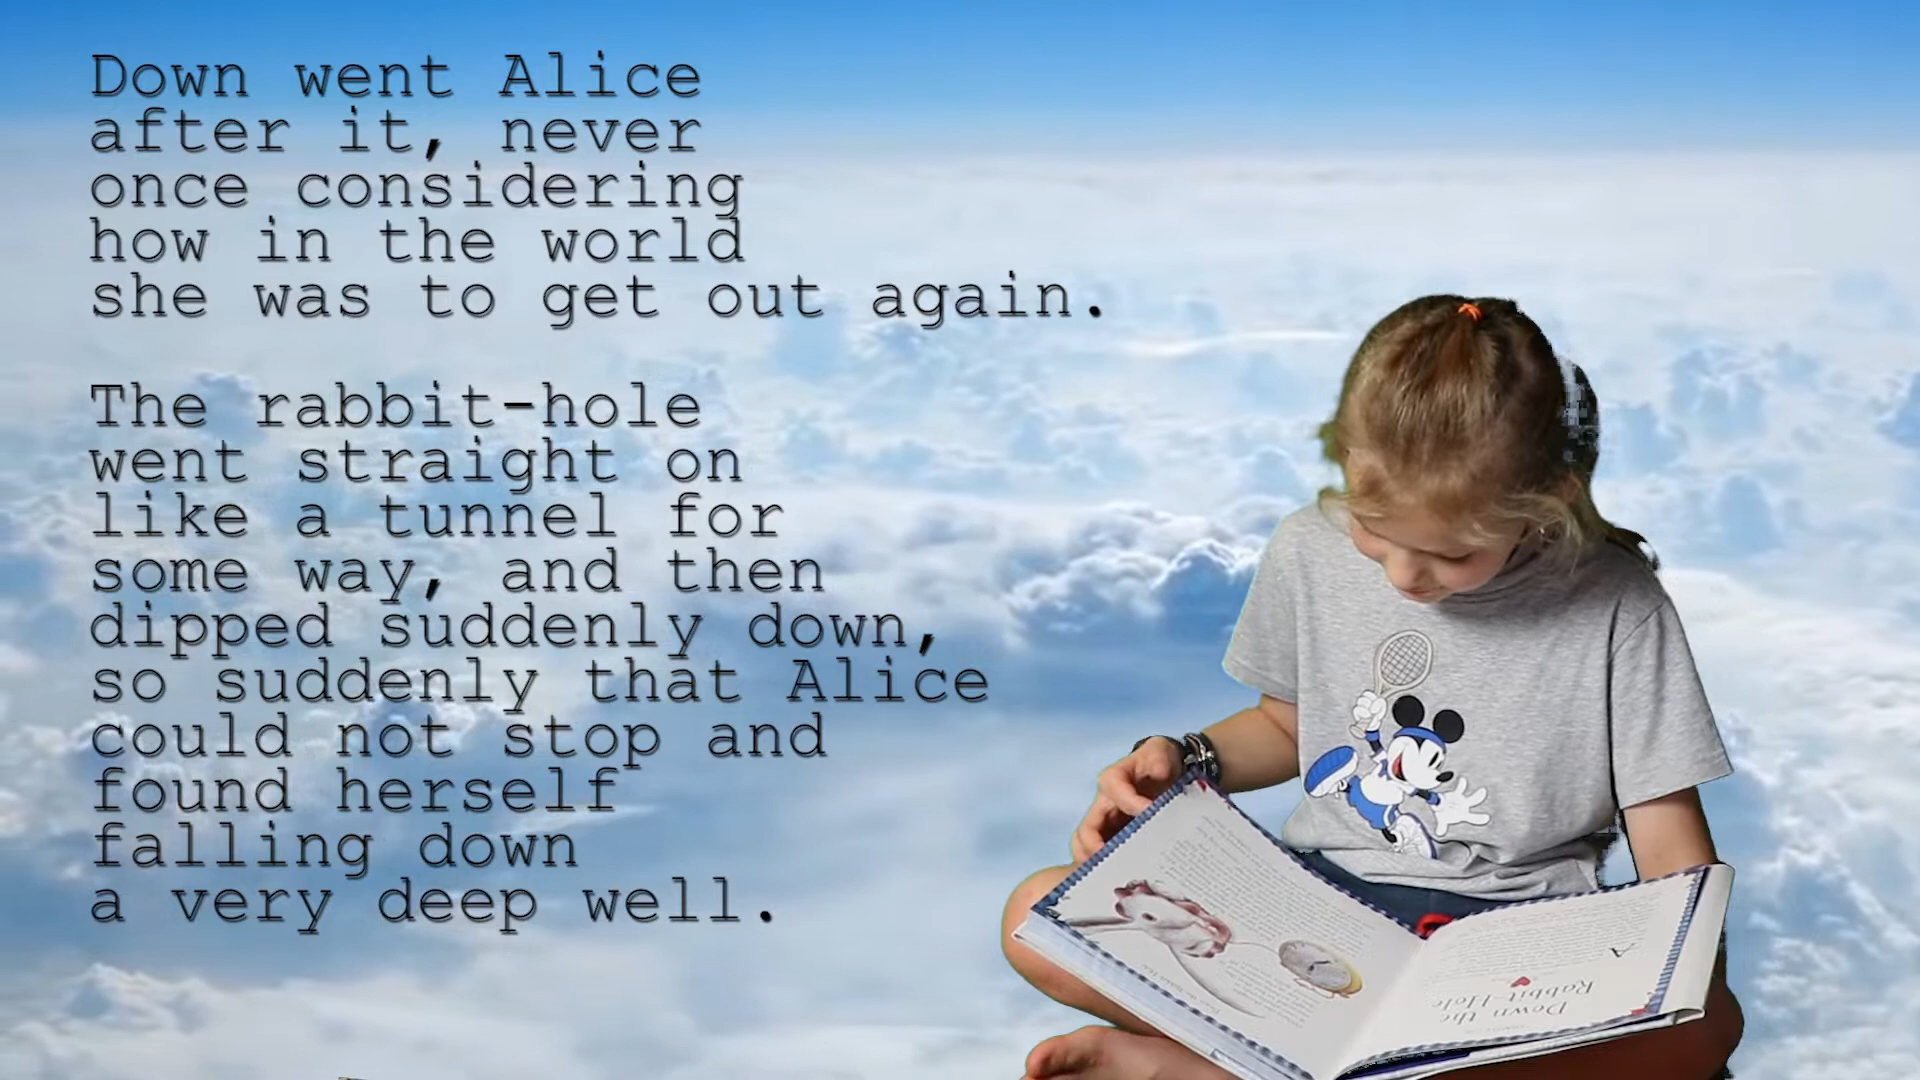 Down went Alice
after it, never
once considering
how in the world
she was to get out again.
The rabbit-hole
went straight on
like a tunnel for
some way, and then
dipped suddenly down,
so suddenly that Alice
could not stop and
found herself
falling down
a very deep well.
Down the
Rabbit-Hole
A